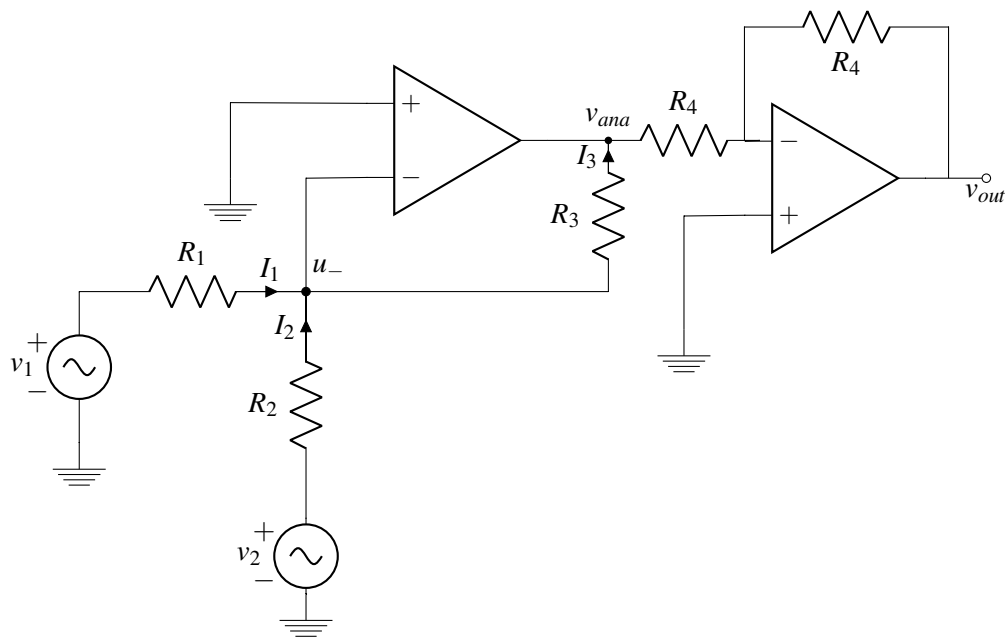 R4
+
vana
R4
−
I3
−
R3
+
vout
R1
I1
u−
I2
+
v1
−
R2
+
v2
−